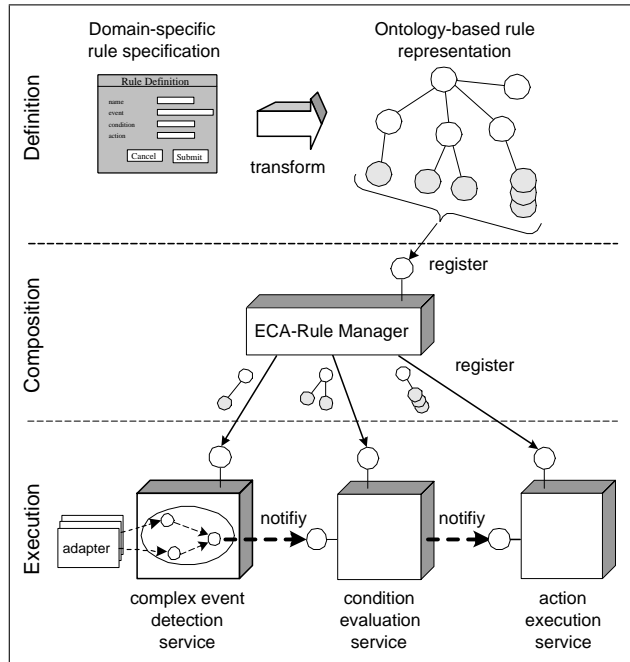 Domain-specific
rule specification
Ontology-based rule
representation
Definition
Rule Definition
name
event
condition
action
Cancel
Submit
transform
register
Composition
ECA-Rule Manager
register
Execution
adapter
notifiy
notifiy
complex event
detection
service
condition
evaluation
service
action
execution
service